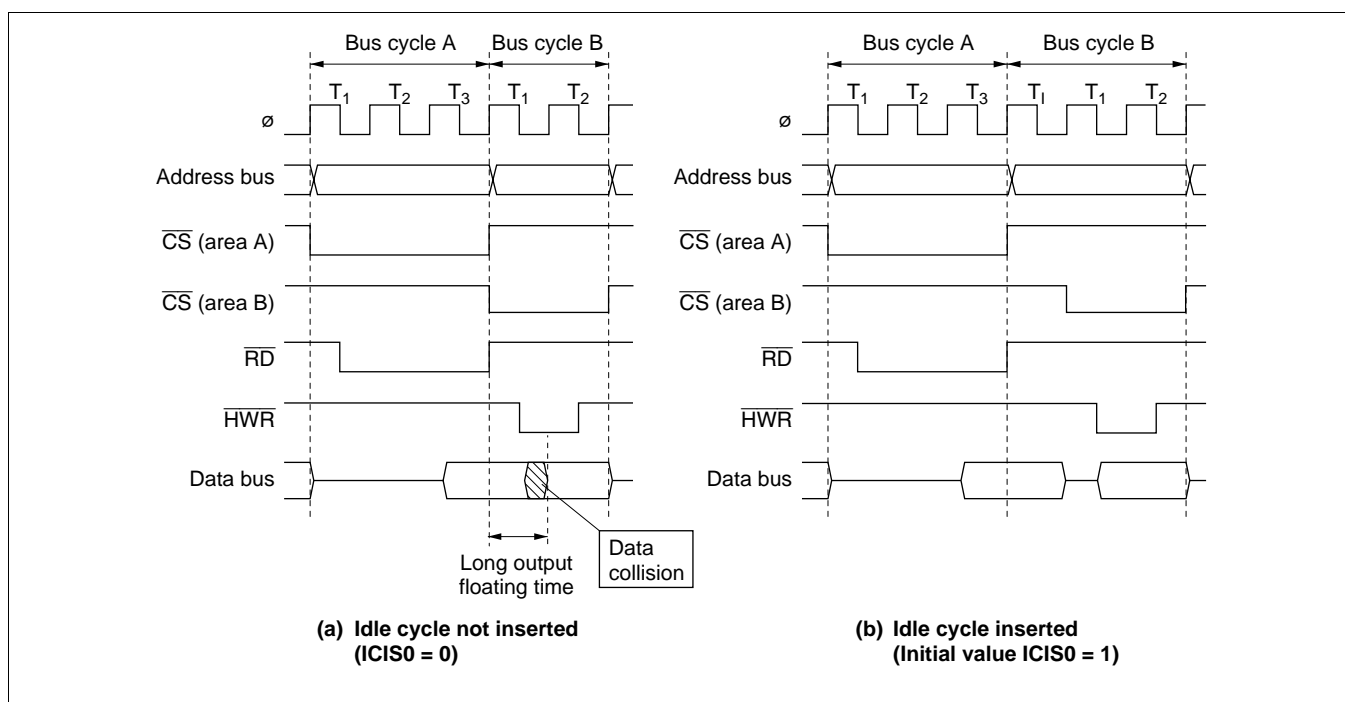 Bus cycle A Bus cycle B
T1 T2 T3 T1 T2
ø
Address bus
CS (area A)
CS (area B)
RD
HWR
Data bus
Long output
floating time
Data
collision
(a) Idle cycle not inserted
(ICIS0 = 0)
Bus cycle A Bus cycle B
T1 T2 T3 TI T1 T2
ø
Address bus
CS (area A)
CS (area B)
RD
HWR
Data bus
(b) Idle cycle inserted
(Initial value ICIS0 = 1)